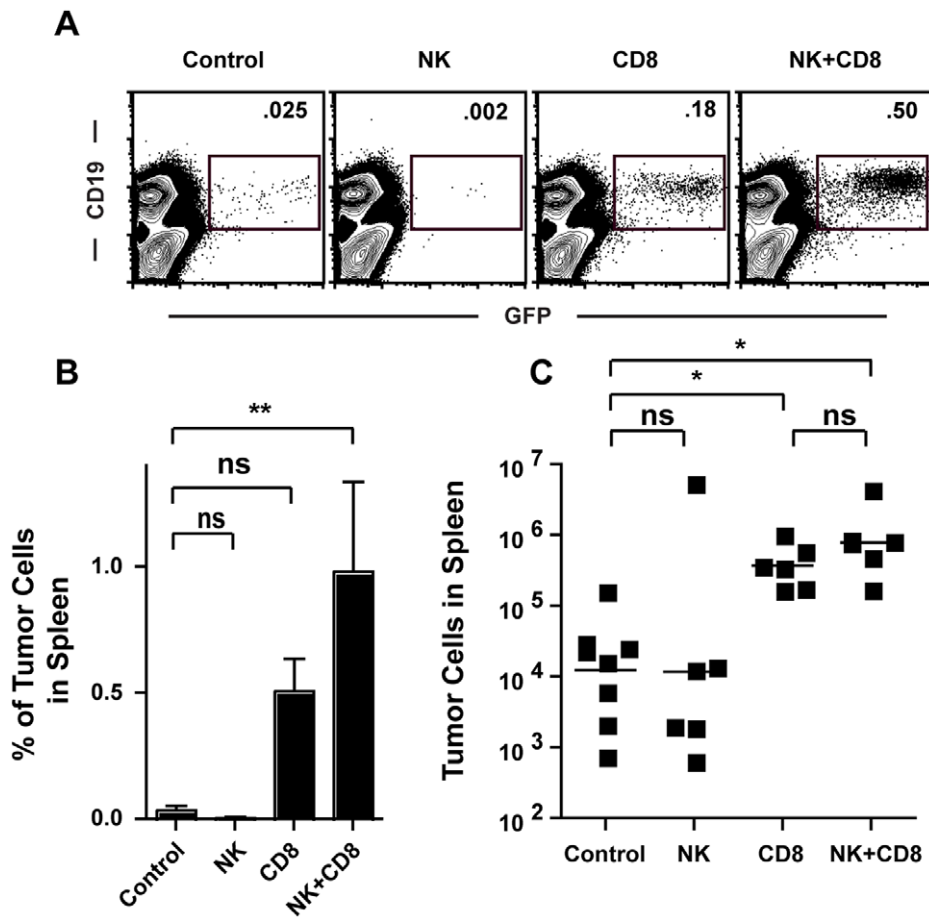 A
Control NK CD8 NK+CD8
.025 .002 .18 .50
CD19
GFP
B
**
ns
ns
% of Tumor Cells
in Spleen
1.0
0.5
0.0
Control NK CD8 NK+CD8
C
*
*
ns ns
Tumor Cells in Spleen
10 7
10 6
10 5
10 4
10 3
10 2
Control NK CD8 NK+CD8